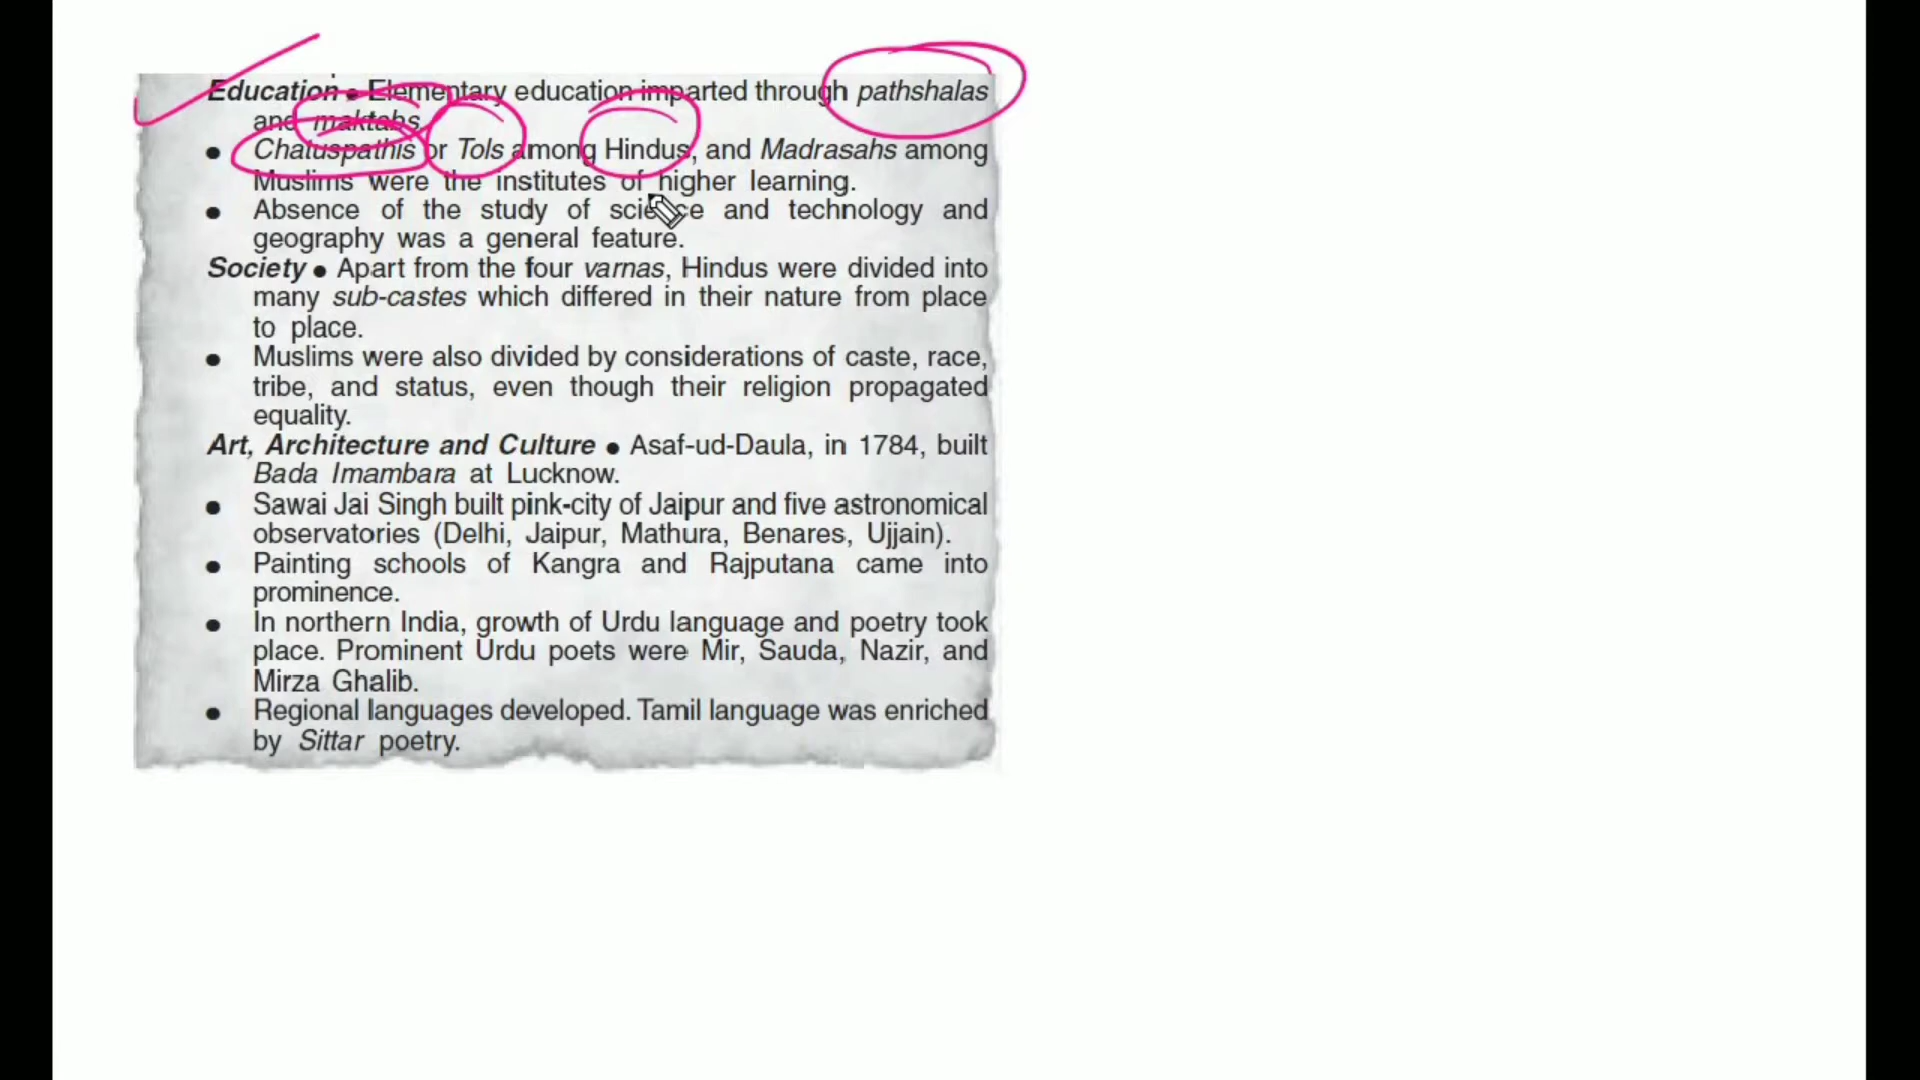 Education ● Elementary education imparted through pathshalas
and maktabs.
● Chatuspathis or Tols among Hindus, and Madrasahs among
Muslims were the institutes of higher learning.
● Absence of the study of science and technology and
geography was a general feature.
Society ● Apart from the four varnas, Hindus were divided into
many sub-castes which differed in their nature from place
to place.
● Muslims were also divided by considerations of caste, race,
tribe, and status, even though their religion propagated
equality.
Art, Architecture and Culture ● Asaf-ud-Daula, in 1784, built
Bada Imambara at Lucknow.
● Sawai Jai Singh built pink-city of Jaipur and five astronomical
observatories (Delhi, Jaipur, Mathura, Benares, Ujjain).
● Painting schools of Kangra and Rajputana came into
prominence.
● In northern India, growth of Urdu language and poetry took
place. Prominent Urdu poets were Mir, Sauda, Nazir, and
Mirza Ghalib.
● Regional languages developed. Tamil language was enriched
by Sittar poetry.